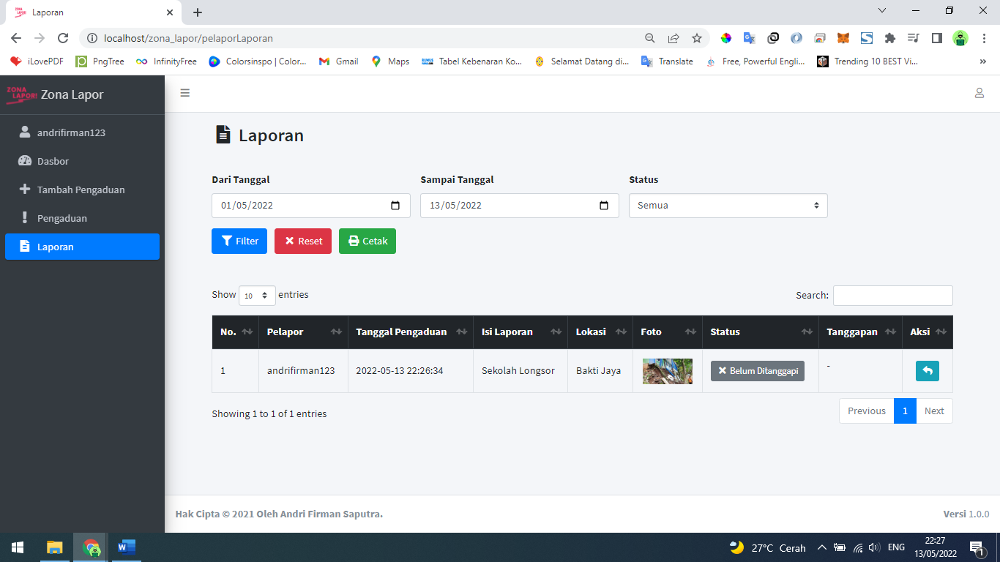 Laporan
localhost/zona_lapor/pelaporLaporan
iLovePDF PngTree InfinityFree Colorsinspo | Color... Gmail Maps Tabel Kebenaran Ko... Selamat Datang di... Translate Free, Powerful Engli... Trending 10 BEST Vi... »
ZONA LAPOR! Zona Lapor
andrifirman123
Dasbor
Tambah Pengaduan
Pengaduan
Laporan
Laporan
Dari Tanggal Sampai Tanggal Status
01/05/2022 13/05/2022 Semua
Filter Reset Cetak
Show 10 entries Search:
No. Pelapor Tanggal Pengaduan Isi Laporan Lokasi Foto Status Tanggapan Aksi
1 andrifirman123 2022-05-13 22:26:34 Sekolah Longsor Bakti Jaya Belum Ditanggapi -
Showing 1 to 1 of 1 entries Previous 1 Next
Hak Cipta © 2021 Oleh Andri Firman Saputra. Versi 1.0.0
27°C Cerah ENG 22:27
13/05/2022 1